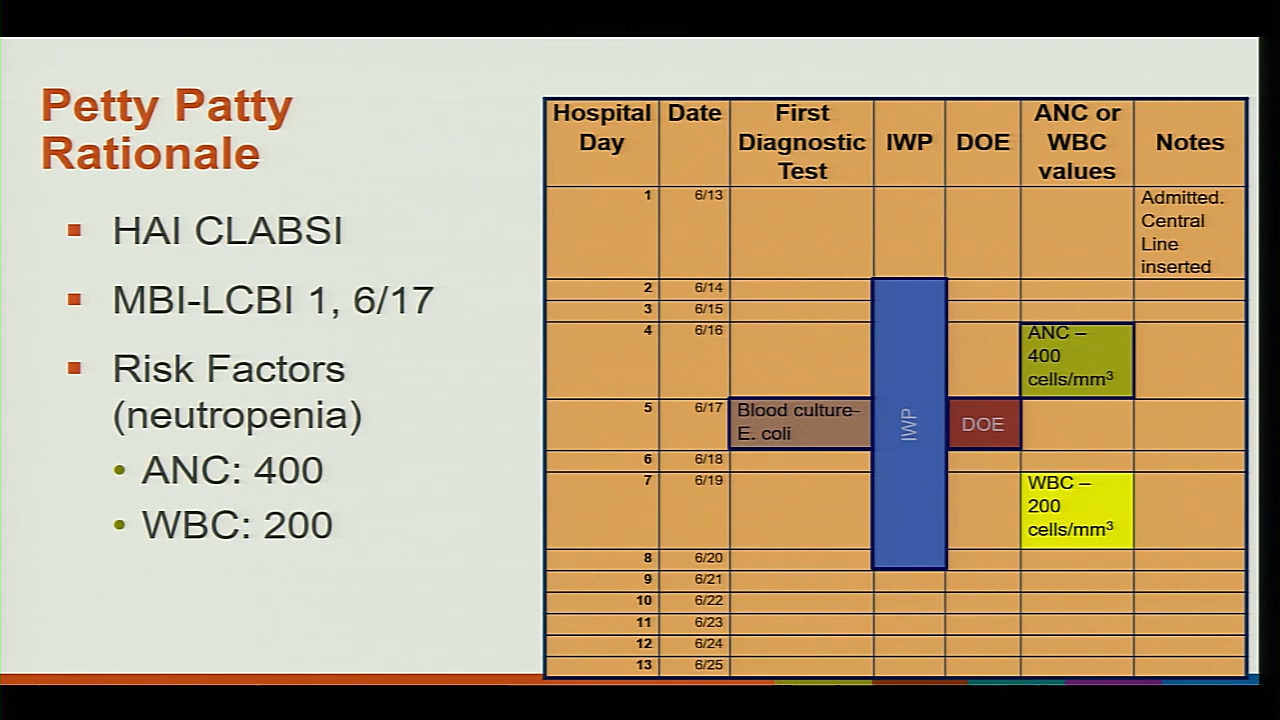 Petty Patty
Rationale
HAI CLABSI
MBI-LCBI 1, 6/17
Risk Factors
(neutropenia)
ANC: 400
WBC: 200
Hospital Day Date First Diagnostic Test IWP DOE ANC or WBC values Notes
1 6/13 Admitted. Central Line inserted
2 6/14
3 6/15
4 6/16 ANC – 400 cells/mm³
5 6/17 Blood culture- E. coli IWP DOE
6 6/18
7 6/19 WBC – 200 cells/mm³
8 6/20
9 6/21
10 6/22
11 6/23
12 6/24
13 6/25